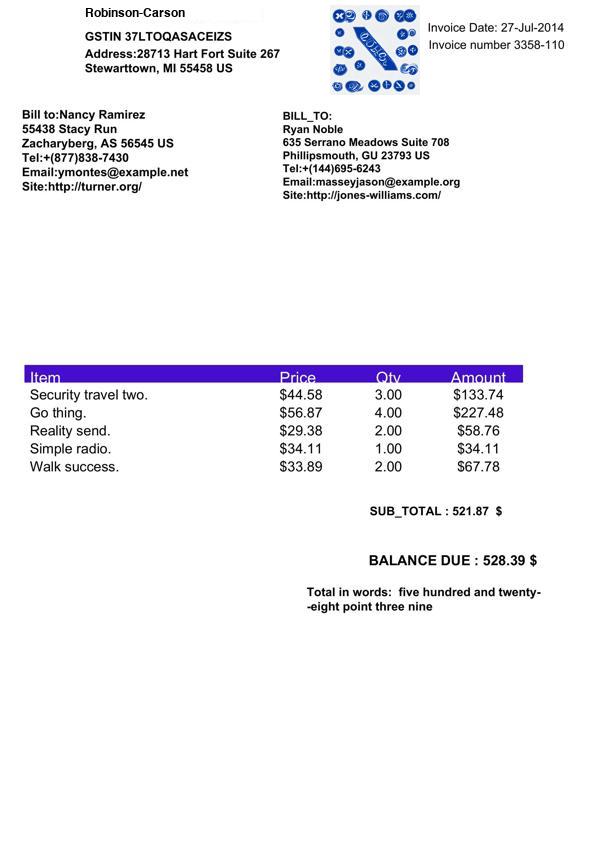 Robinson-Carson
GSTIN 37LTOQASACEIZS
Address:28713 Hart Fort Suite 267
Stewarttown, MI 55458 US
Invoice Date: 27-Jul-2014
Invoice number 3358-110
Bill to:Nancy Ramirez
55438 Stacy Run
Zacharyberg, AS 56545 US
Tel:+(877)838-7430
Email:ymontes@example.net
Site:http://turner.org/
BILL_TO:
Ryan Noble
635 Serrano Meadows Suite 708
Phillipsmouth, GU 23793 US
Tel:+(144)695-6243
Email:masseyjason@example.org
Site:http://jones-williams.com/
Item Price Qty Amount
Security travel two. $44.58 3.00 $133.74
Go thing. $56.87 4.00 $227.48
Reality send. $29.38 2.00 $58.76
Simple radio. $34.11 1.00 $34.11
Walk success. $33.89 2.00 $67.78
SUB_TOTAL : 521.87 $
BALANCE DUE : 528.39 $
Total in words: five hundred and twenty-
-eight point three nine